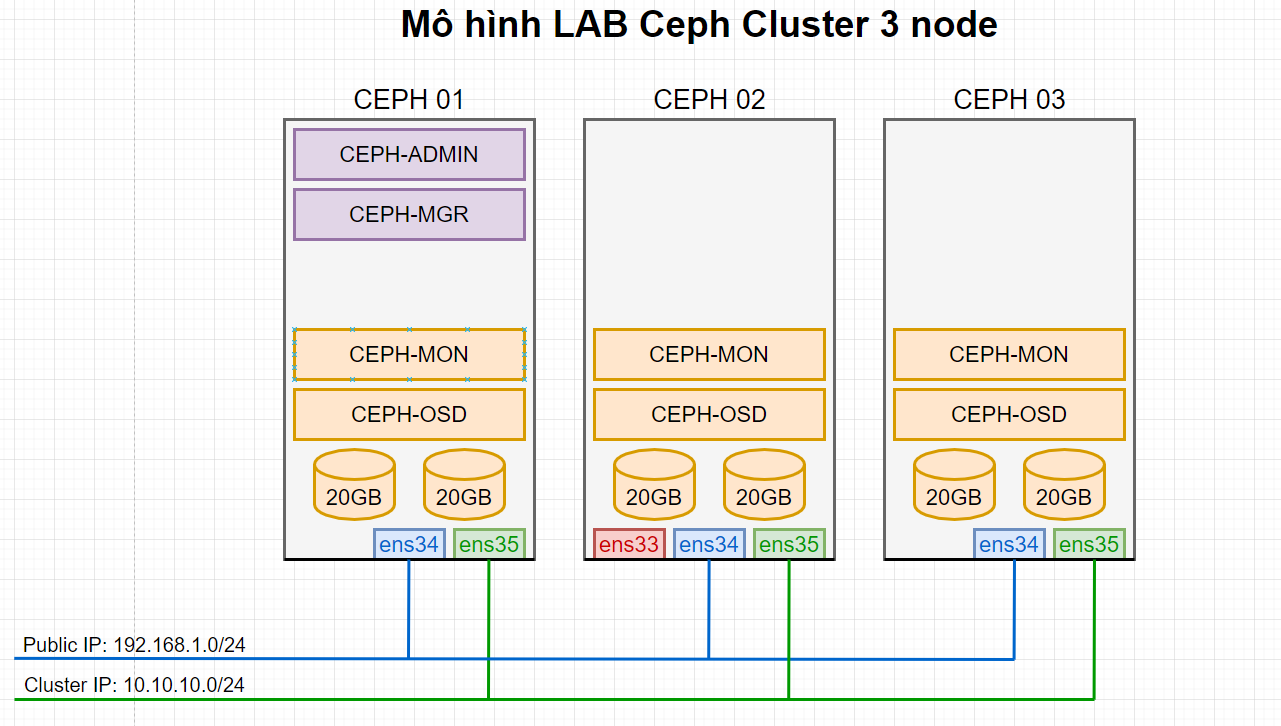 Mô hình LAB Ceph Cluster 3 node
CEPH 01
CEPH-ADMIN
CEPH-MGR
CEPH-MON
CEPH-OSD
20GB
20GB
ens34
ens35
CEPH 02
CEPH-MON
CEPH-OSD
20GB
20GB
ens33
ens34
ens35
CEPH 03
CEPH-MON
CEPH-OSD
20GB
20GB
ens34
ens35
Public IP: 192.168.1.0/24
Cluster IP: 10.10.10.0/24